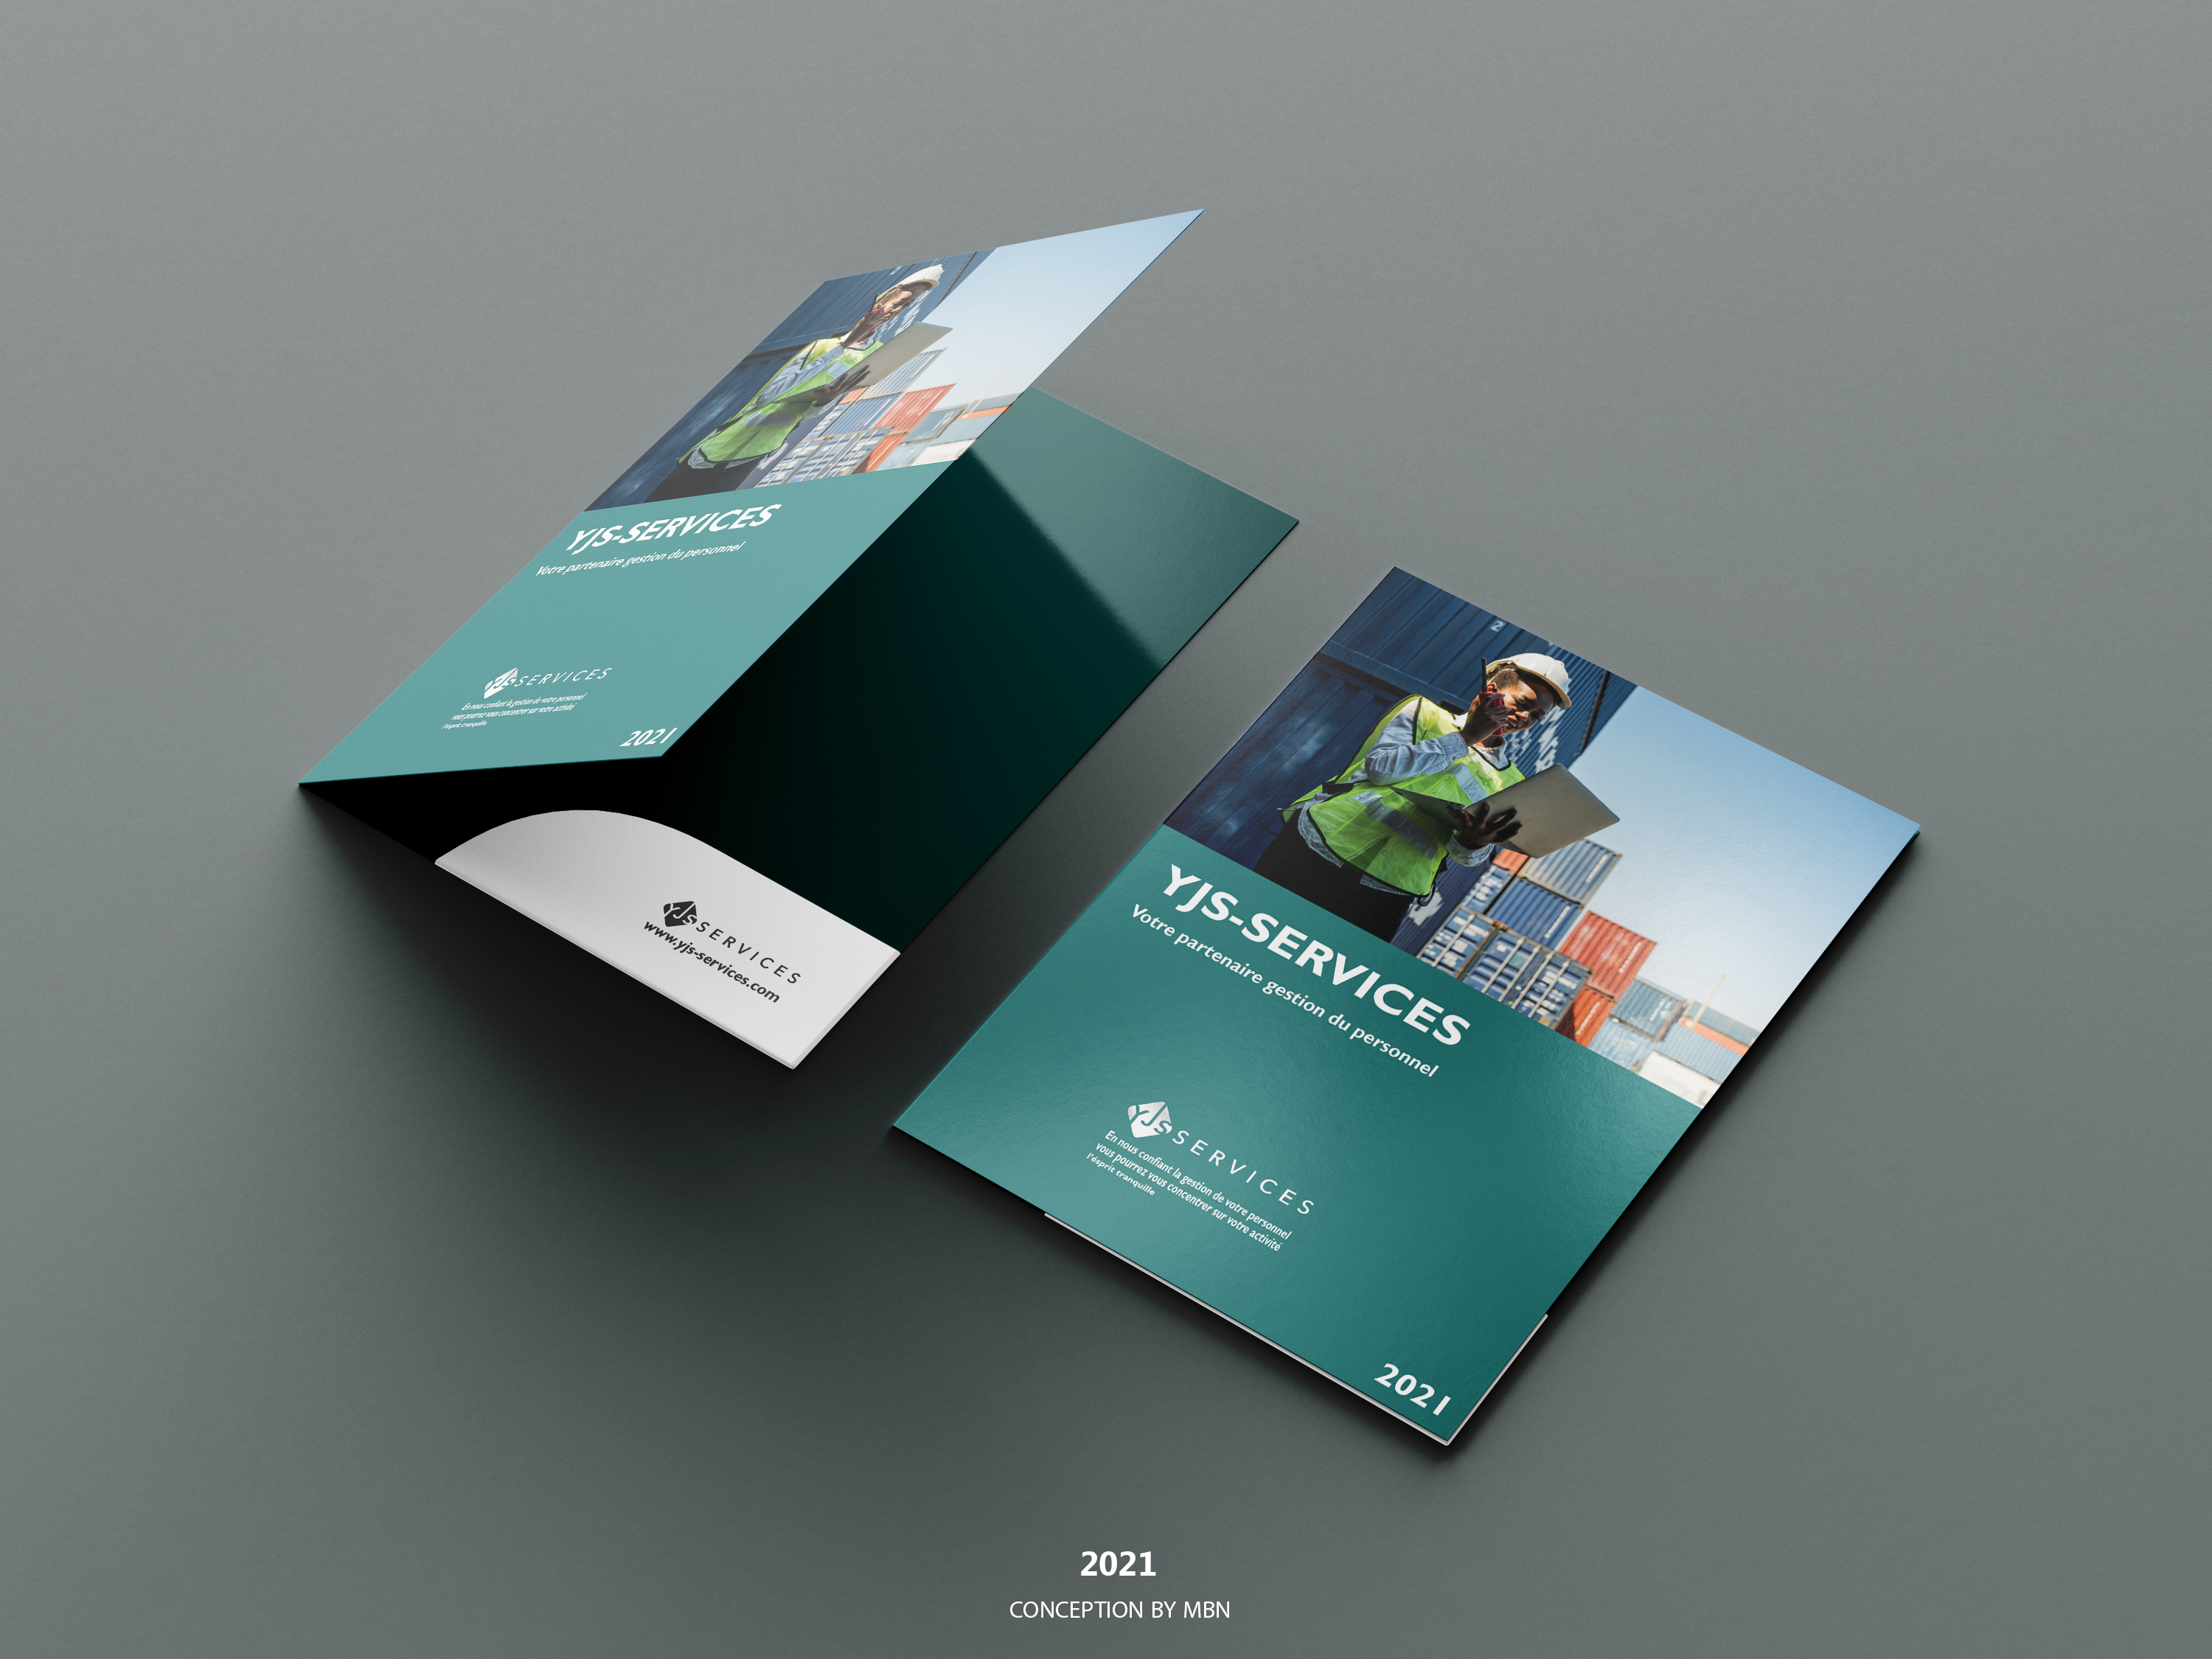 YJS-SERVICES
Votre partenaire gestion du personnel
YJS SERVICES
En nous confiant la gestion de votre personnel
vous pourrez vous concentrer sur votre activité
l'esprit tranquille
2021
YJS SERVICES
www.yjs-services.com
2
YJS-SERVICES
Votre partenaire gestion du personnel
YJS SERVICES
En nous confiant la gestion de votre personnel
vous pourrez vous concentrer sur votre activité
l'ésprit tranquille
2021
2021
CONCEPTION BY MBN